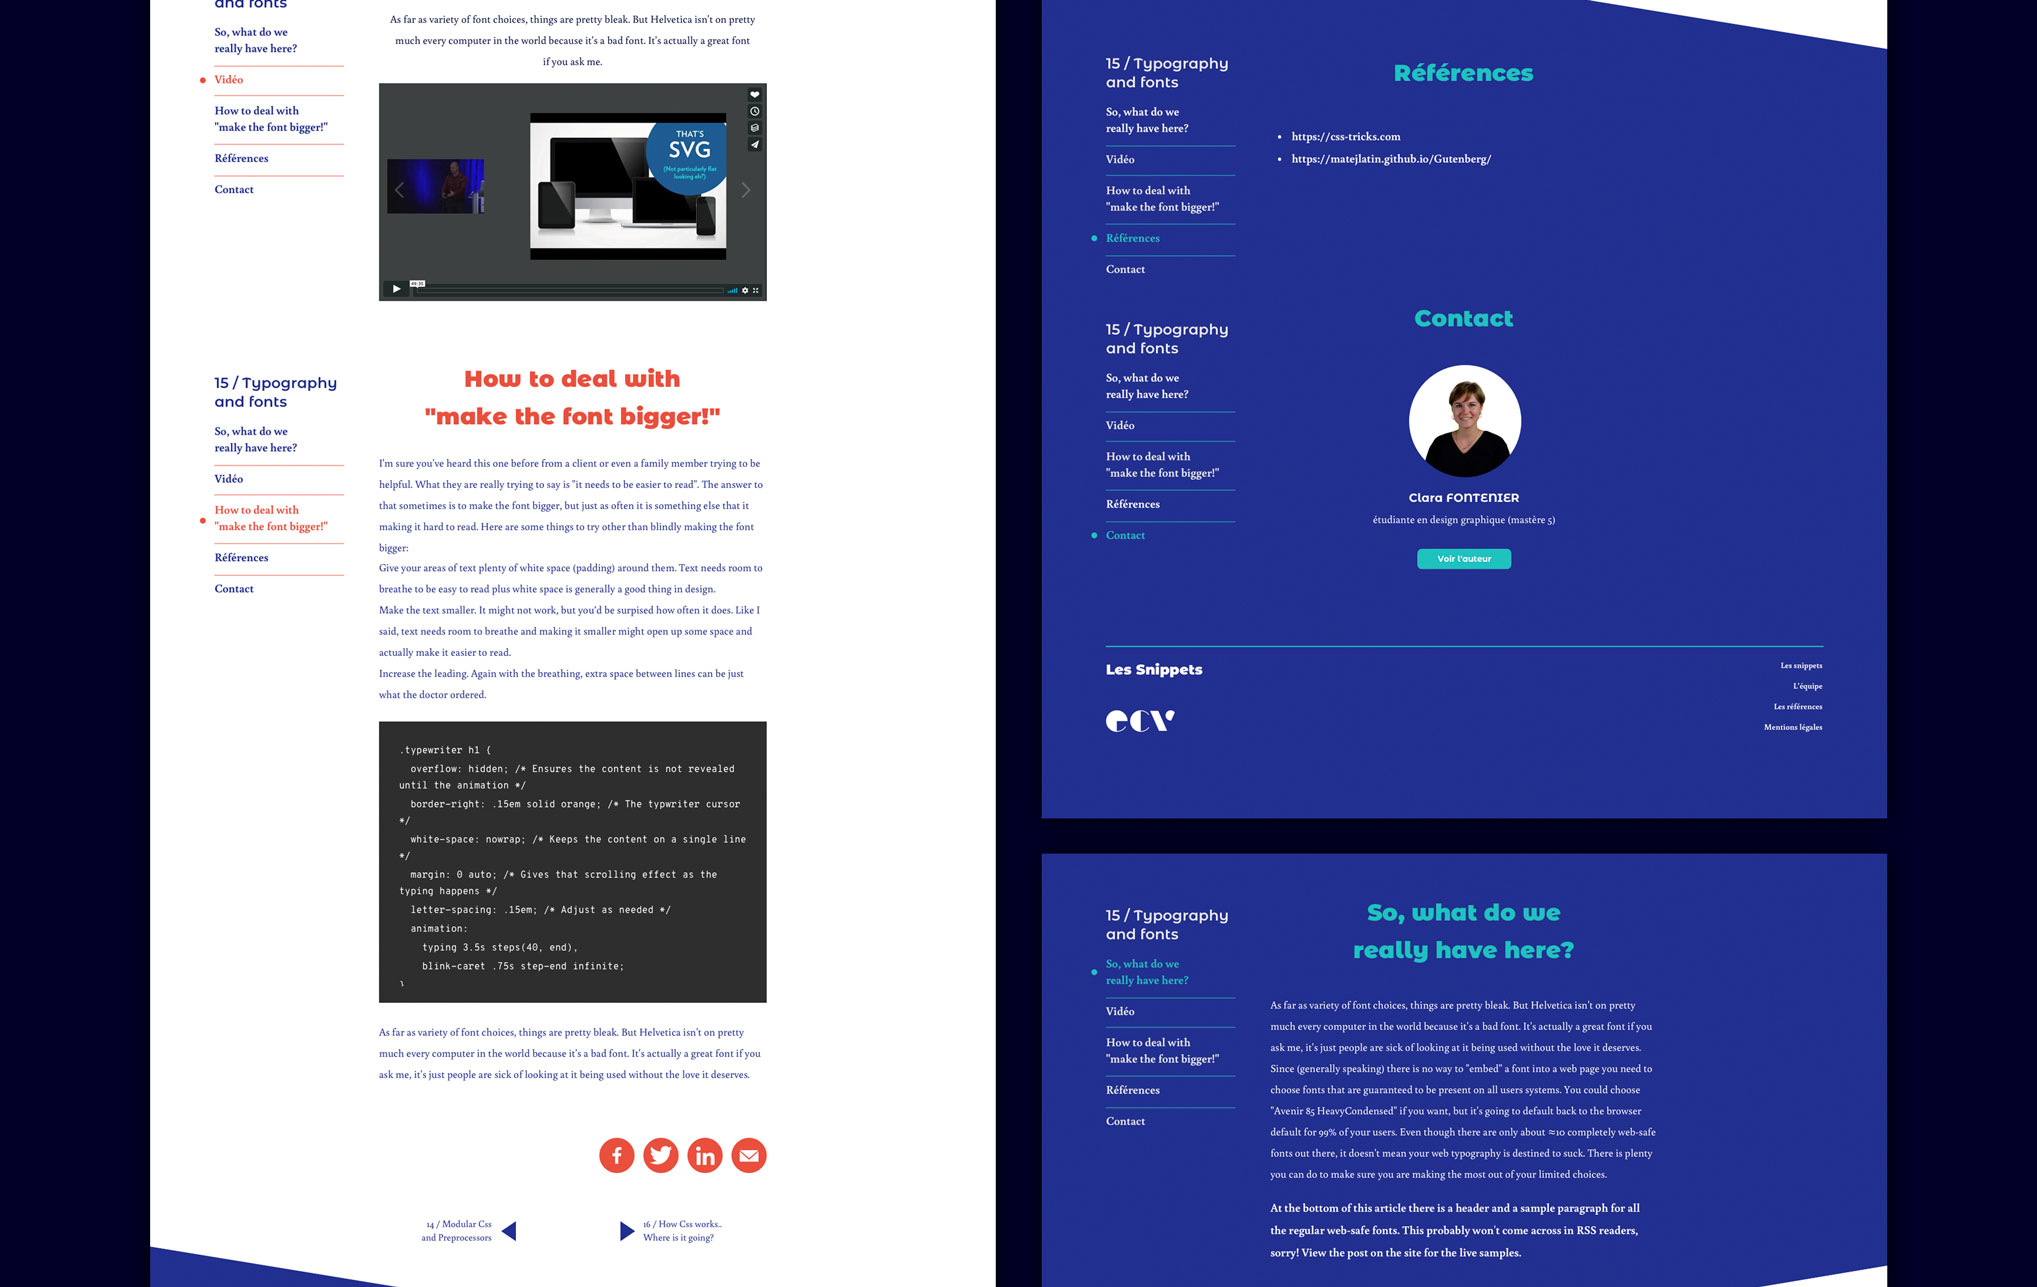 and fonts
So, what do we
really have here?
Vidéo
How to deal with
"make the font bigger!"
Références
Contact
As far as variety of font choices, things are pretty bleak. But Helvetica isn't on pretty
much every computer in the world because it's a bad font. It's actually a great font
if you ask me.
THAT'S
SVG
(Not particularly flat
looking eh?)
15 / Typography
and fonts
So, what do we
really have here?
Vidéo
How to deal with
"make the font bigger!"
Références
Contact
How to deal with
"make the font bigger!"
I'm sure you've heard this one before from a client or even a family member trying to be
helpful. What they are really trying to say is "it needs to be easier to read". The answer to
that sometimes is to make the font bigger, but just as often it is something else that it
making it hard to read. Here are some things to try other than blindly making the font
bigger:
Give your areas of text plenty of white space (padding) around them. Text needs room to
breathe to be easy to read plus white space is generally a good thing in design.
Make the text smaller. It might not work, but you'd be surpised how often it does. Like I
said, text needs room to breathe and making it smaller might open up some space and
actually make it easier to read.
Increase the leading. Again with the breathing, extra space between lines can be just
what the doctor ordered.
.typewriter h1 {
overflow: hidden; /* Ensures the content is not revealed
until the animation */
border-right: .15em solid orange; /* The typwriter cursor
*/
white-space: nowrap; /* Keeps the content on a single line
*/
margin: 0 auto; /* Gives that scrolling effect as the
typing happens */
letter-spacing: .15em; /* Adjust as needed */
animation:
typing 3.5s steps(40, end),
blink-caret .75s step-end infinite;
}
As far as variety of font choices, things are pretty bleak. But Helvetica isn't on pretty
much every computer in the world because it's a bad font. It's actually a great font if you
ask me, it's just people are sick of looking at it being used without the love it deserves.
14 / Modular Css
and Preprocessors
16 / How Css works..
Where is it going?
15 / Typography
and fonts
So, what do we
really have here?
Vidéo
How to deal with
"make the font bigger!"
Références
Contact
Références
• https://css-tricks.com
• https://matejlatin.github.io/Gutenberg/
15 / Typography
and fonts
So, what do we
really have here?
Vidéo
How to deal with
"make the font bigger!"
Références
Contact
Contact
Clara FONTENIER
étudiante en design graphique (mastère 5)
Voir l'auteur
Les Snippets
ecv
Les snippets
L'équipe
Les références
Mentions légales
15 / Typography
and fonts
So, what do we
really have here?
Vidéo
How to deal with
"make the font bigger!"
Références
Contact
So, what do we
really have here?
As far as variety of font choices, things are pretty bleak. But Helvetica isn't on pretty
much every computer in the world because it's a bad font. It's actually a great font if you
ask me, it's just people are sick of looking at it being used without the love it deserves.
Since (generally speaking) there is no way to "embed" a font into a web page you need to
choose fonts that are guaranteed to be present on all users systems. You could choose
"Avenir 85 HeavyCondensed" if you want, but it's going to default back to the browser
default for 99% of your users. Even though there are only about ≈10 completely web-safe
fonts out there, it doesn't mean your web typography is destined to suck. There is plenty
you can do to make sure you are making the most out of your limited choices.
At the bottom of this article there is a header and a sample paragraph for all
the regular web-safe fonts. This probably won't come across in RSS readers,
sorry! View the post on the site for the live samples.